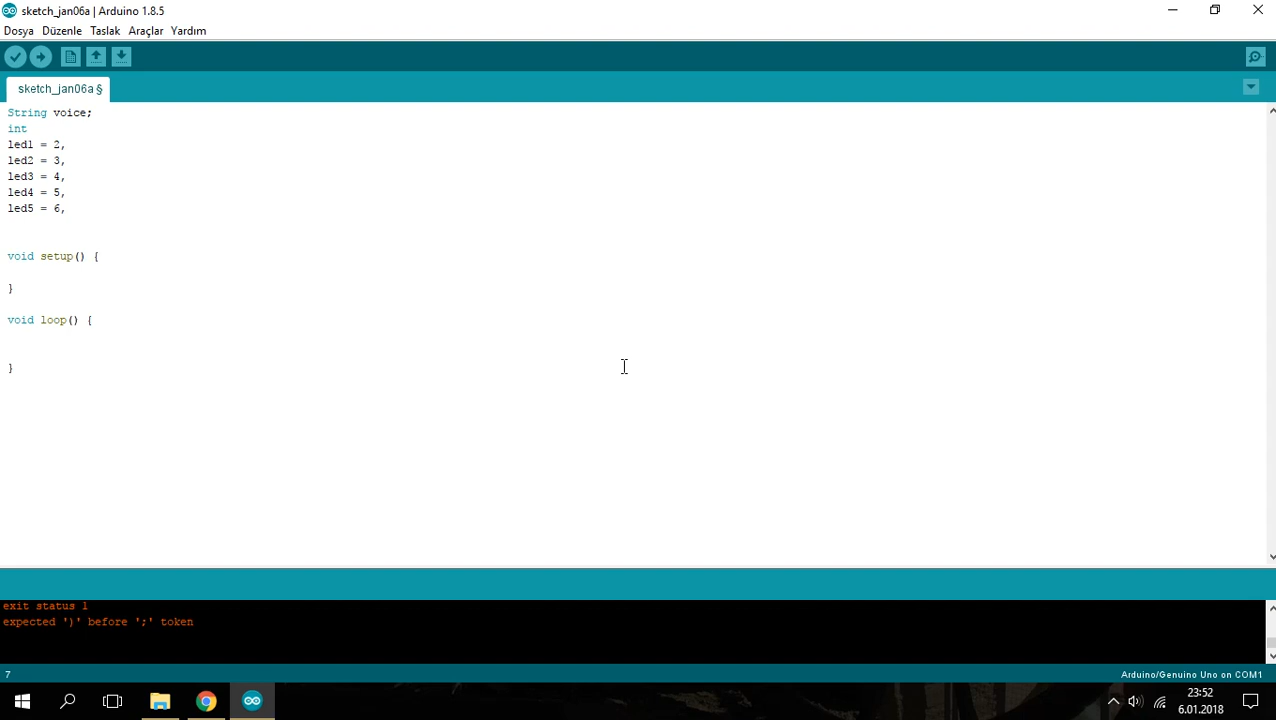 sketch_jan06a | Arduino 1.8.5
Dosya Düzenle Taslak Araçlar Yardım
sketch_jan06a §
String voice;
int
led1 = 2,
led2 = 3,
led3 = 4,
led4 = 5,
led5 = 6,
void setup() {
}
void loop() {
}
exit status 1
expected ')' before ';' token
7
Arduino/Genuino Uno on COM1
23:52
6.01.2018